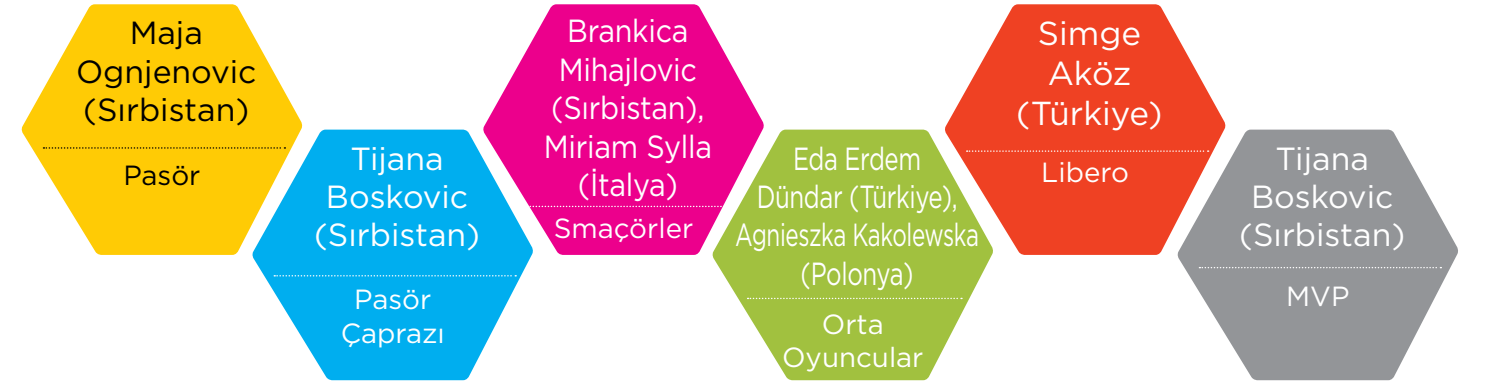 Maja
Ognjenovic
(Sırbistan)
Pasör
Tijana
Boskovic
(Sırbistan)
Pasör
Çaprazı
Brankica
Mihajlovic
(Sırbistan),
Miriam Sylla
(İtalya)
Smaçörler
Eda Erdem
Dündar (Türkiye),
Agnieszka Kakolewska
(Polonya)
Orta
Oyuncular
Simge
Aköz
(Türkiye)
Libero
Tijana
Boskovic
(Sırbistan)
MVP